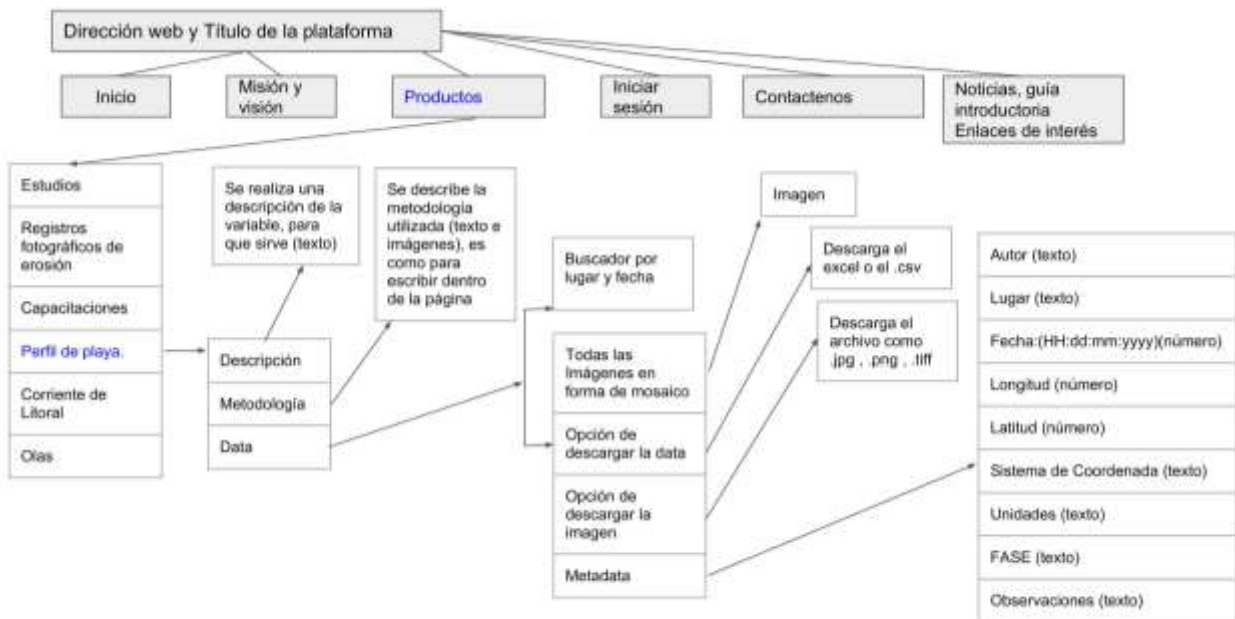 Dirección web y Título de la plataforma
Inicio
Misión y
visión
Productos
Iniciar
sesión
Contactenos
Noticias, guía
introductoria
Enlaces de interés
Estudios
Registros
fotográficos de
erosión
Capacitaciones
Perfil de playa.
Corriente de
Litoral
Olas
Se realiza una
descripción de la
variable, para
que sirve (texto)
Se describe la
metodología
utilizada (texto e
imágenes), es
como para
escribir dentro
de la página
Descripción
Metodología
Data
Buscador por
lugar y fecha
Todas las
Imágenes en
forma de mosaico
Opción de
descargar la data
Opción de
descargar la
imagen
Metadata
Imagen
Descarga el
excel o el .csv
Descarga el
archivo como
.jpg , .png , .tiff
Autor (texto)
Lugar (texto)
Fecha:(HH:dd:mm:yyyy)(número)
Longitud (número)
Latitud (número)
Sistema de Coordenada (texto)
Unidades (texto)
FASE (texto)
Observaciones (texto)